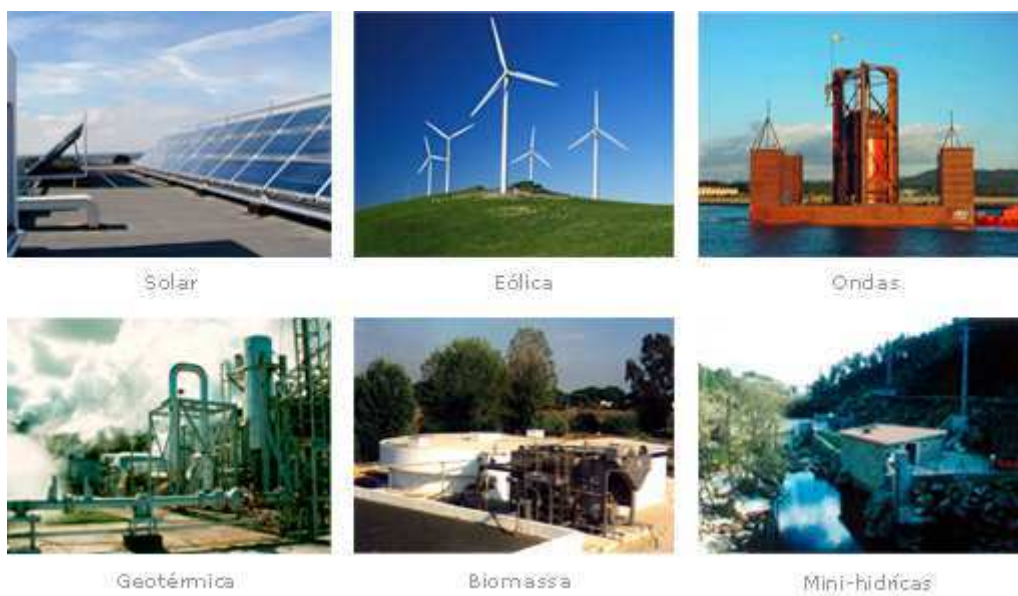 Solar
Eólica
Ondas
Geotérmica
Biomassa
Mini-hídricas